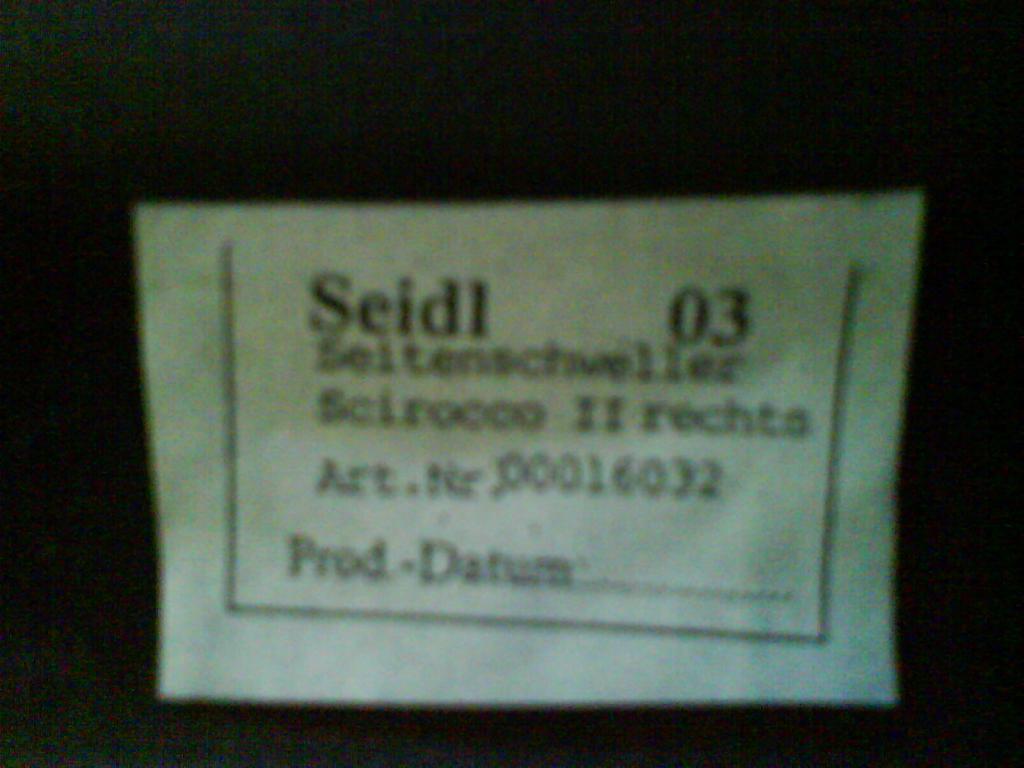 Seidl 03
Seitenschweller
Scirocco II rechts
Art.Nr.00016032
Prod.-Datum:....................